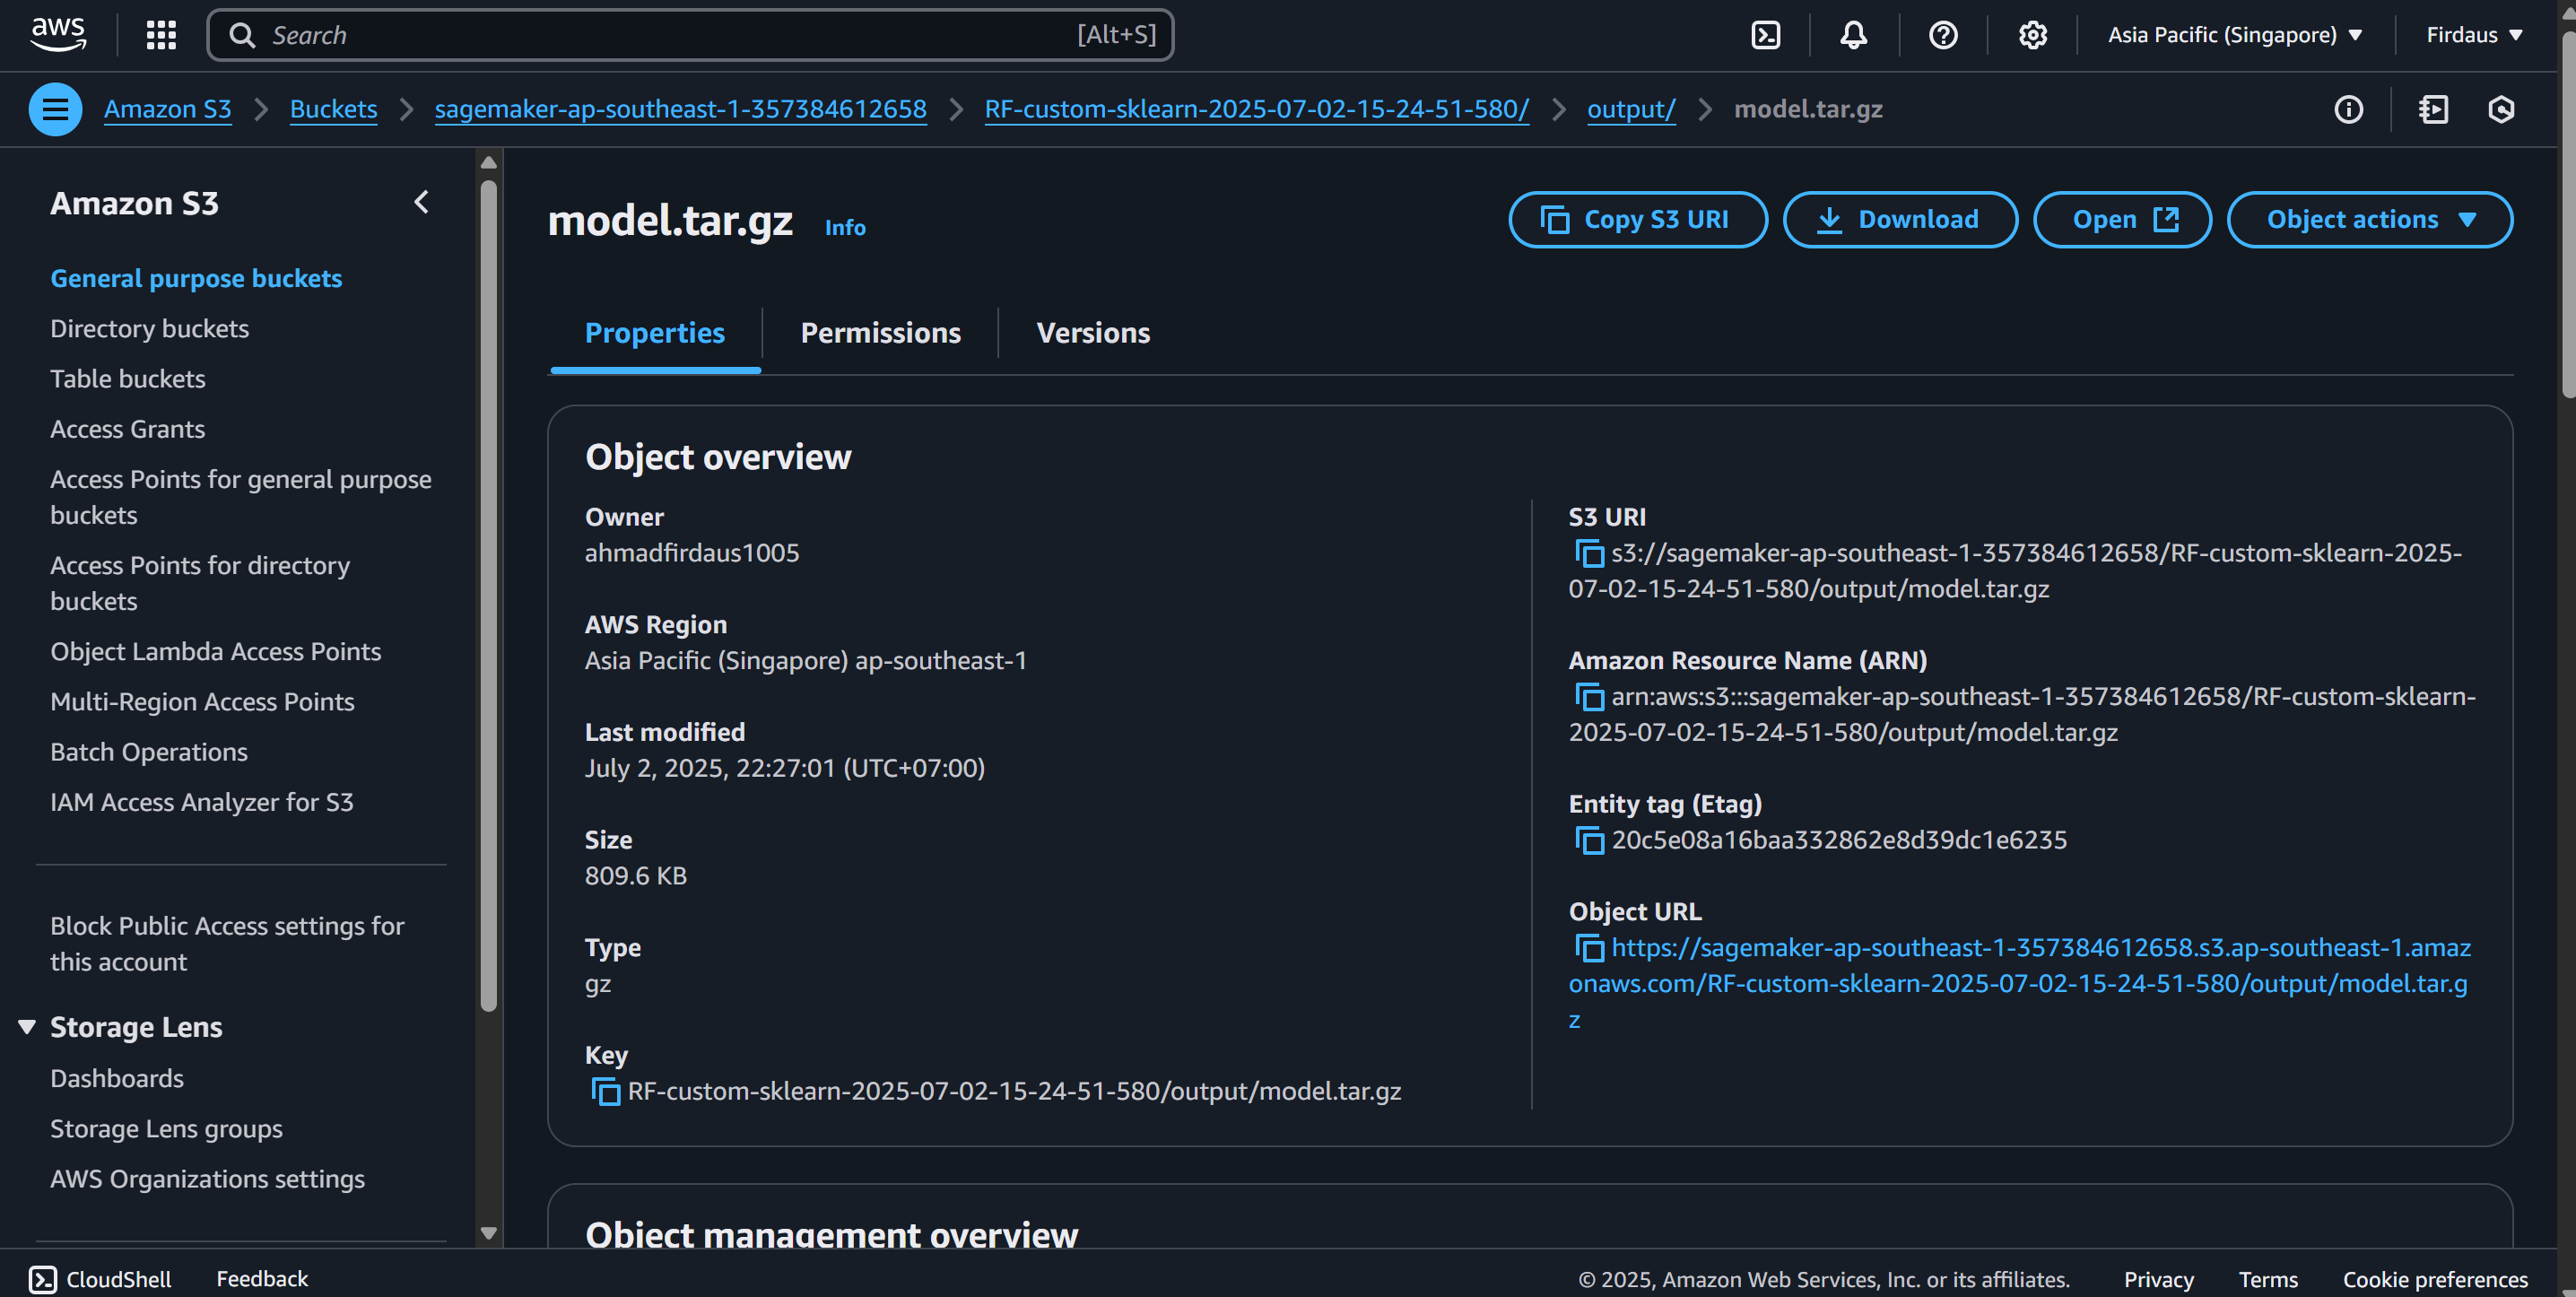 aws
Search
[Alt+S]
Asia Pacific (Singapore)
Firdaus
Amazon S3
Buckets
sagemaker-ap-southeast-1-357384612658
RF-custom-sklearn-2025-07-02-15-24-51-580/
output/
model.tar.gz
Amazon S3
General purpose buckets
Directory buckets
Table buckets
Access Grants
Access Points for general purpose
buckets
Access Points for directory
buckets
Object Lambda Access Points
Multi-Region Access Points
Batch Operations
IAM Access Analyzer for S3
Block Public Access settings for
this account
Storage Lens
Dashboards
Storage Lens groups
AWS Organizations settings
model.tar.gz
Info
Copy S3 URI
Download
Open
Object actions
Properties
Permissions
Versions
Object overview
Owner
ahmadfirdaus1005
AWS Region
Asia Pacific (Singapore) ap-southeast-1
Last modified
July 2, 2025, 22:27:01 (UTC+07:00)
Size
809.6 KB
Type
gz
Key
RF-custom-sklearn-2025-07-02-15-24-51-580/output/model.tar.gz
S3 URI
s3://sagemaker-ap-southeast-1-357384612658/RF-custom-sklearn-2025-
07-02-15-24-51-580/output/model.tar.gz
Amazon Resource Name (ARN)
arn:aws:s3:::sagemaker-ap-southeast-1-357384612658/RF-custom-sklearn-
2025-07-02-15-24-51-580/output/model.tar.gz
Entity tag (Etag)
20c5e08a16baa332862e8d39dc1e6235
Object URL
https://sagemaker-ap-southeast-1-357384612658.s3.ap-southeast-1.amaz
onaws.com/RF-custom-sklearn-2025-07-02-15-24-51-580/output/model.tar.g
z
Object management overview
CloudShell
Feedback
© 2025, Amazon Web Services, Inc. or its affiliates.
Privacy
Terms
Cookie preferences